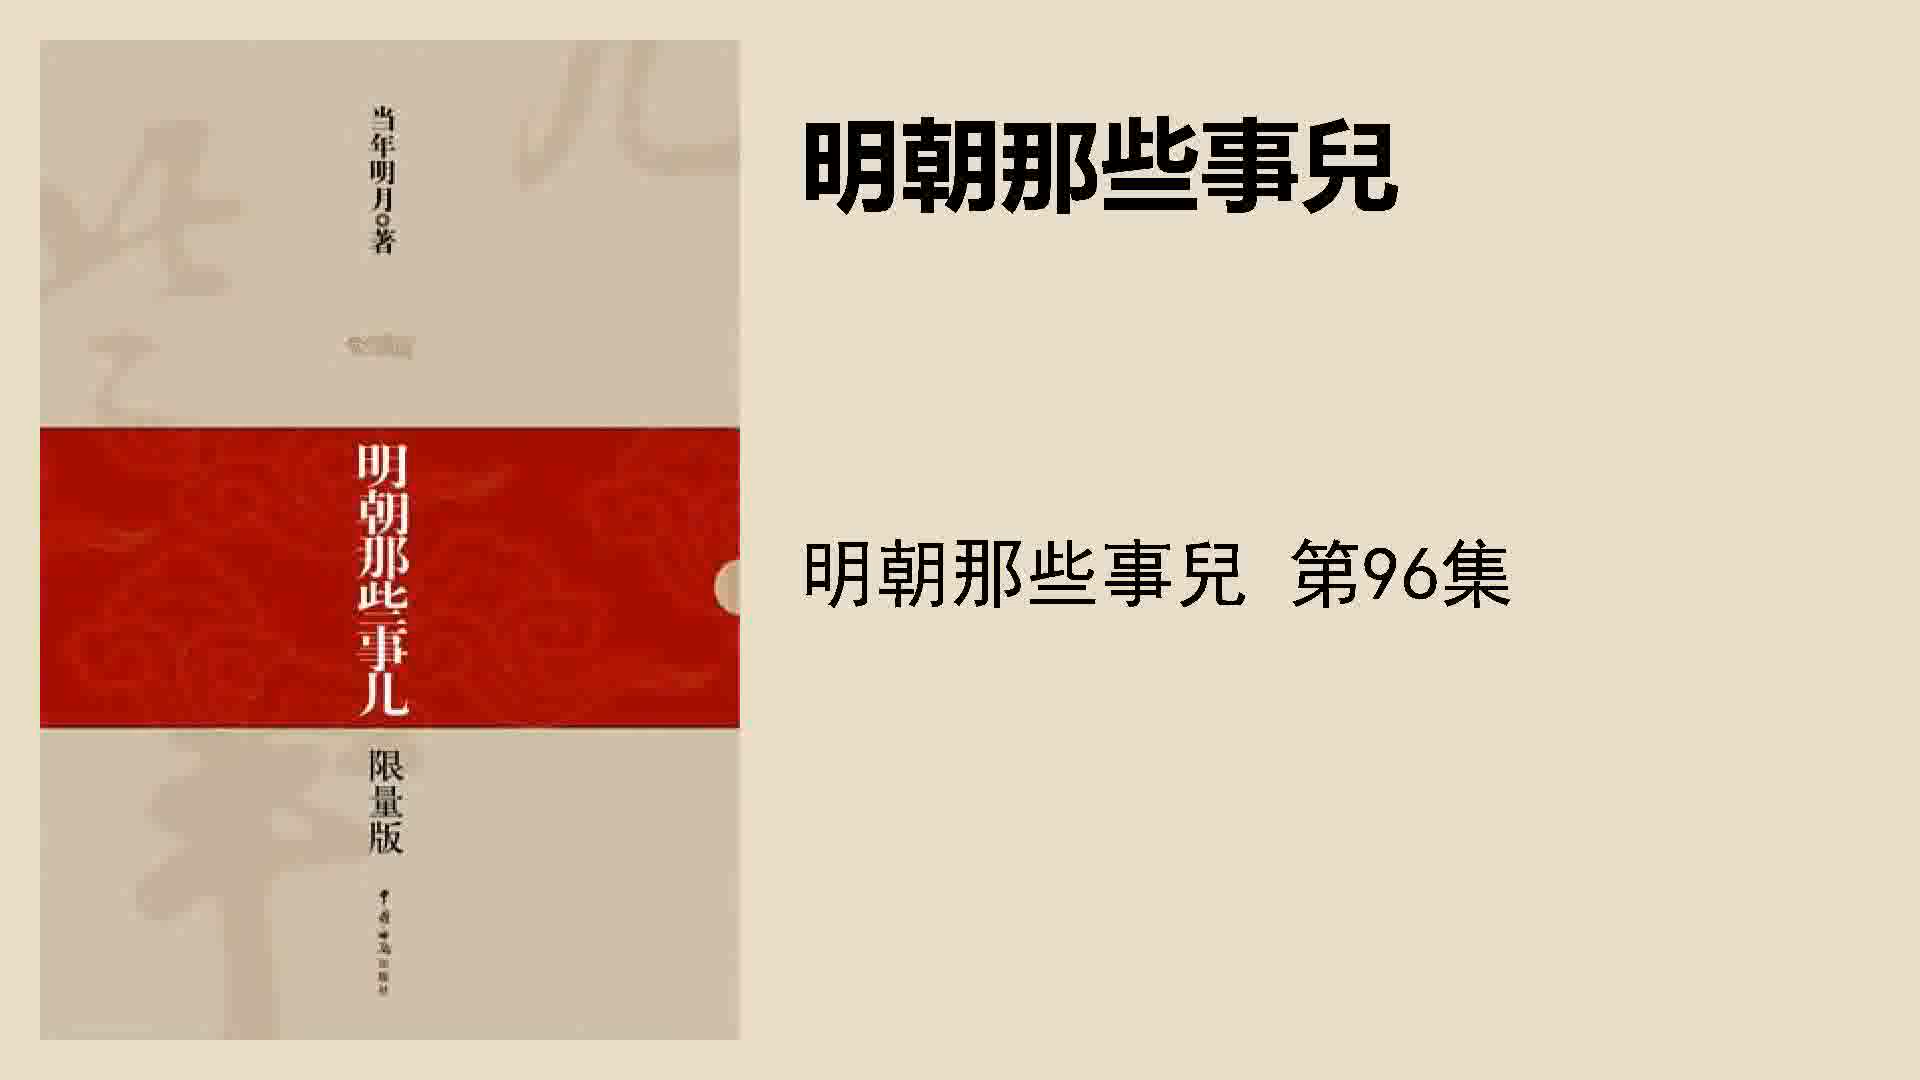 当年明月◎著
明朝那些事儿
限量版
明朝那些事兒
明朝那些事兒 第96集